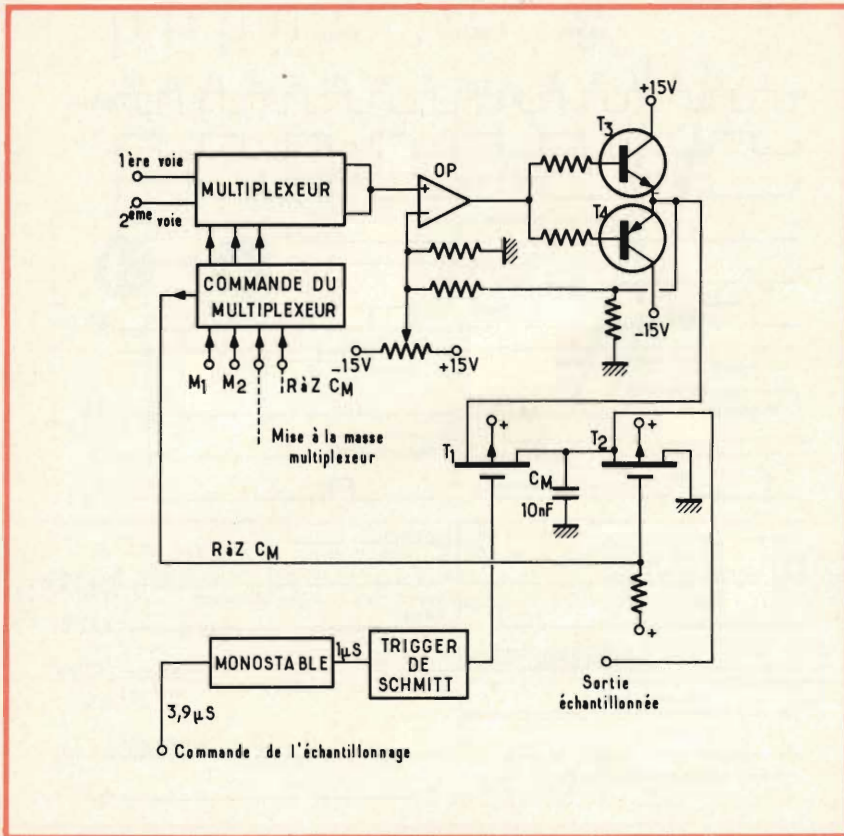 +15V
T3
1ère voie
MULTIPLEXEUR
OP
+
−
2ème voie
T4
COMMANDE DU
MULTIPLEXEUR
−15V
−15V
+15V
M1
M2
RàZ CM
Mise à la masse
multiplexeur
+
+
T1
T2
CM
10nF
RàZ CM
+
MONOSTABLE
1µS
TRIGGER
DE
SCHMITT
Sortie
échantillonnée
3,9µS
Commande de l'échantillonnage